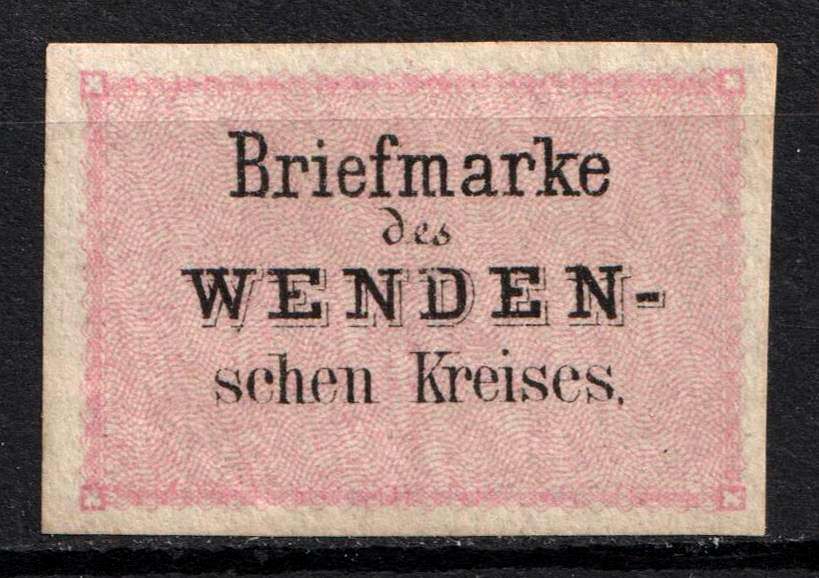 Briefmarke
des
WENDEN-
schen Kreises.